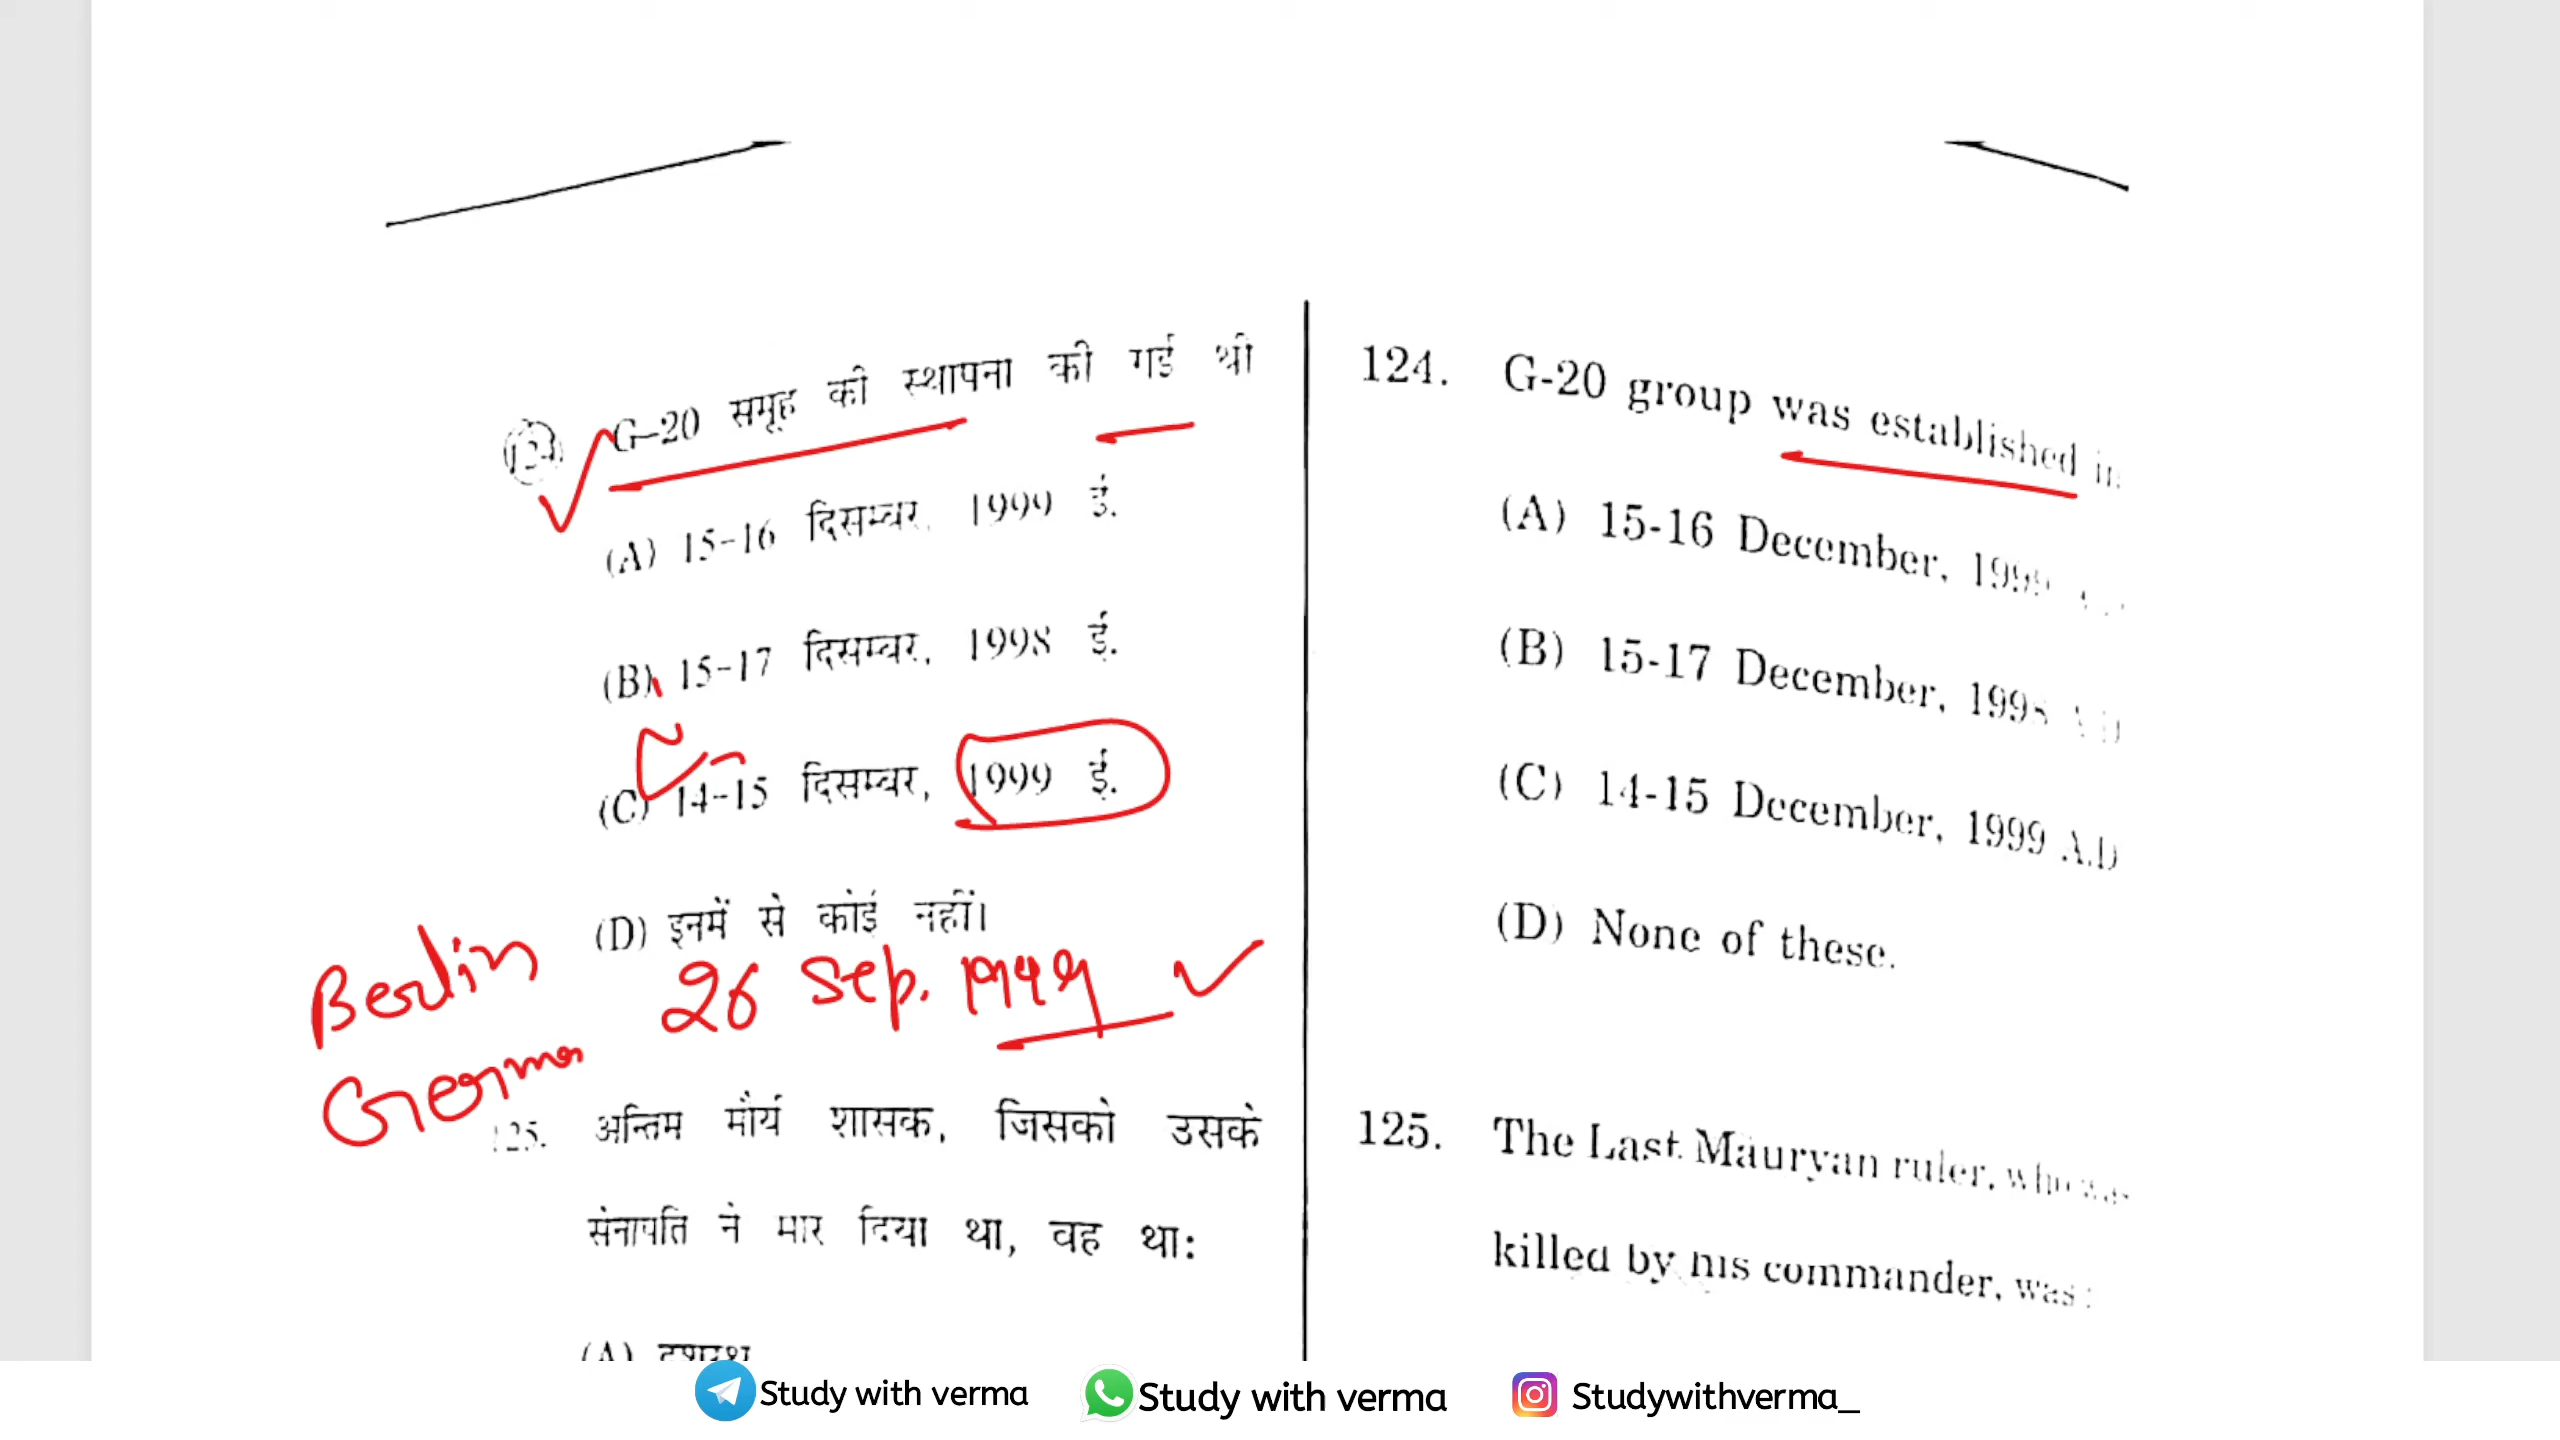 G-20 समूह की स्थापना की गई थी
(A) 15-16 दिसम्बर, 1999 ई.
(B) 15-17 दिसम्बर, 1998 ई.
(C) 14-15 दिसम्बर, 1999 ई.
(D) इनमें से कोई नहीं।
Berlin
26 Sep. 1999
125. अन्तिम मौर्य शासक, जिसको उसके
सेनापति ने मार दिया था, वह था:
(A) दशरथ
124. G-20 group was established in
(A) 15-16 December, 1999
(B) 15-17 December, 1998 A.D
(C) 14-15 December, 1999 A.D
(D) None of these.
125. The Last Mauryan ruler, who was
killed by his commander, was :
Study with verma
Study with verma
Studywithverma_